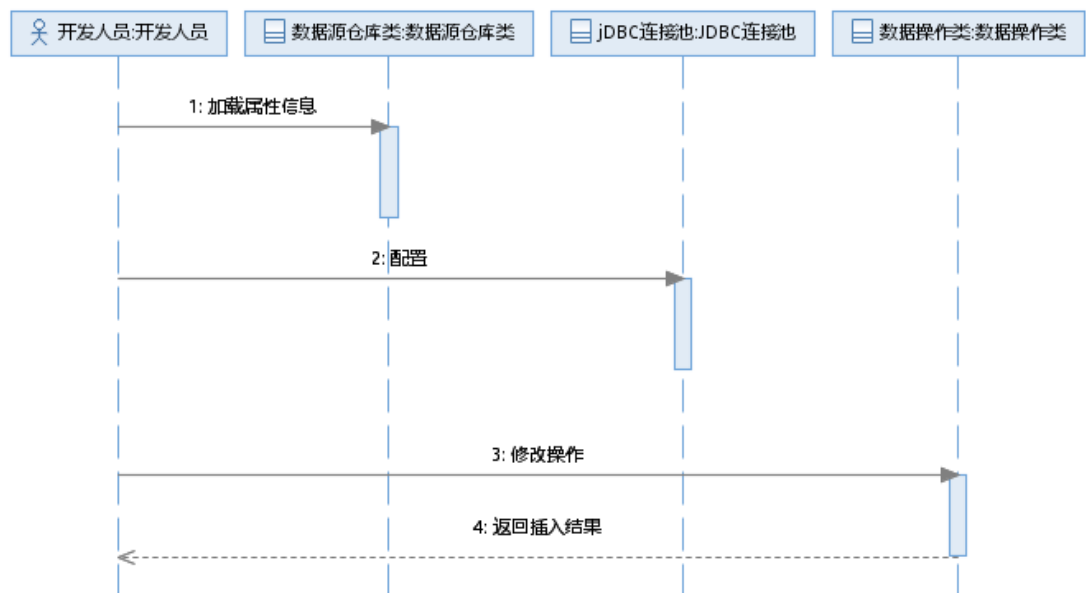 开发人员:开发人员
数据源仓库类:数据源仓库类
jDBC连接池:JDBC连接池
数据操作类:数据操作类
1: 加载属性信息
2: 配置
3: 修改操作
4: 返回插入结果